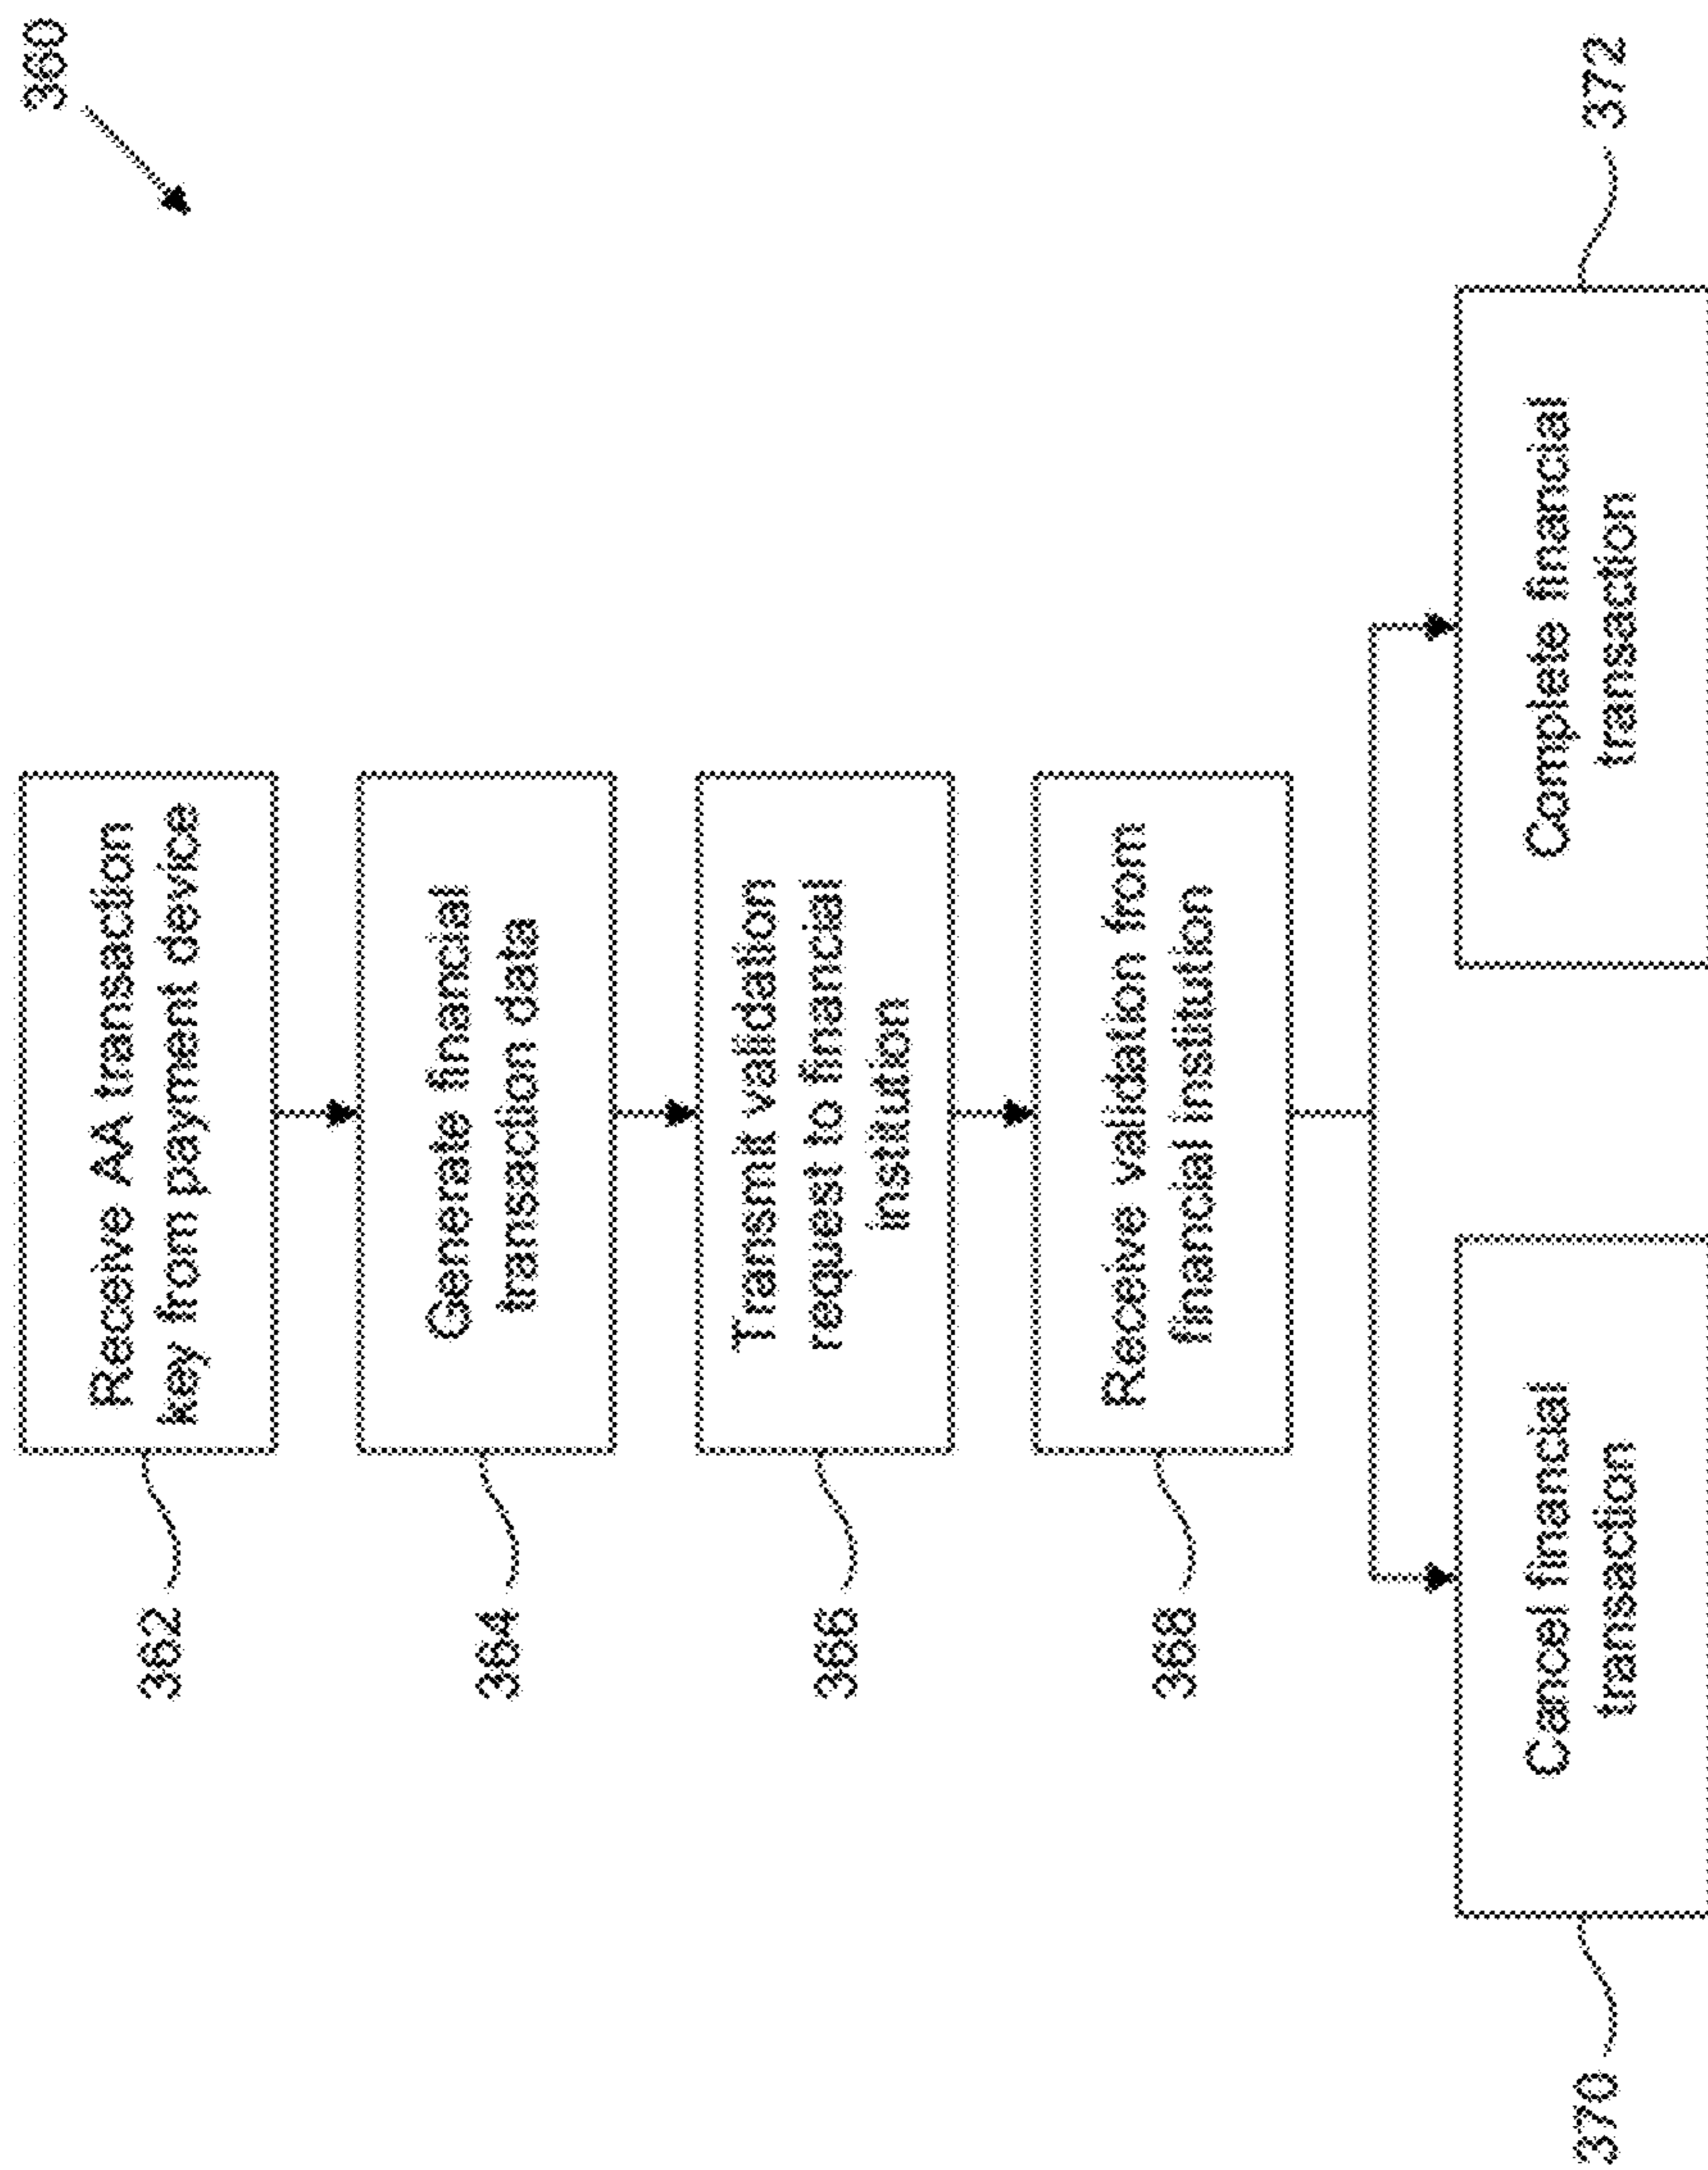 360
362
Receive AA transaction
key from payment device
364
Generate financial
transaction data
366
Transmit validation
request to financial
institution
368
Receive validation from
financial institution
370
Cancel financial
transaction
Complete financial
transaction
372